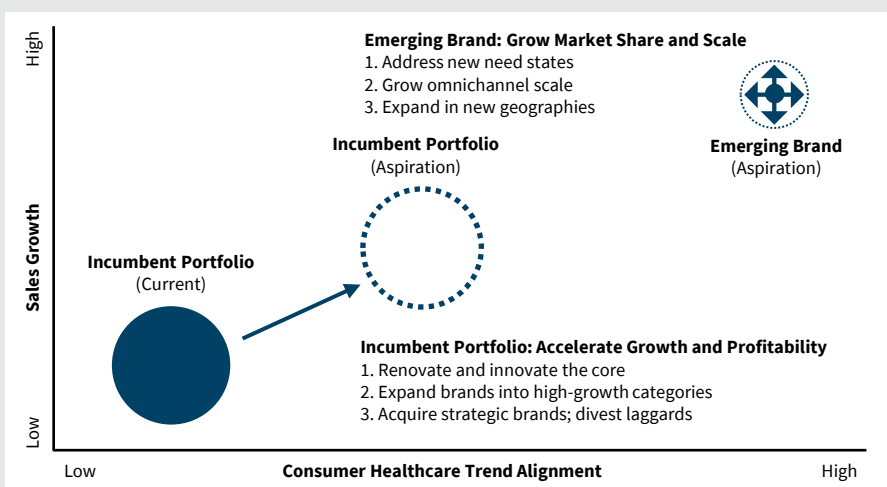 High
Emerging Brand: Grow Market Share and Scale
1. Address new need states
2. Grow omnichannel scale
3. Expand in new geographies
Incumbent Portfolio
(Aspiration)
Emerging Brand
(Aspiration)
Sales Growth
Incumbent Portfolio
(Current)
Incumbent Portfolio: Accelerate Growth and Profitability
1. Renovate and innovate the core
2. Expand brands into high-growth categories
3. Acquire strategic brands; divest laggards
Low
Low
Consumer Healthcare Trend Alignment
High